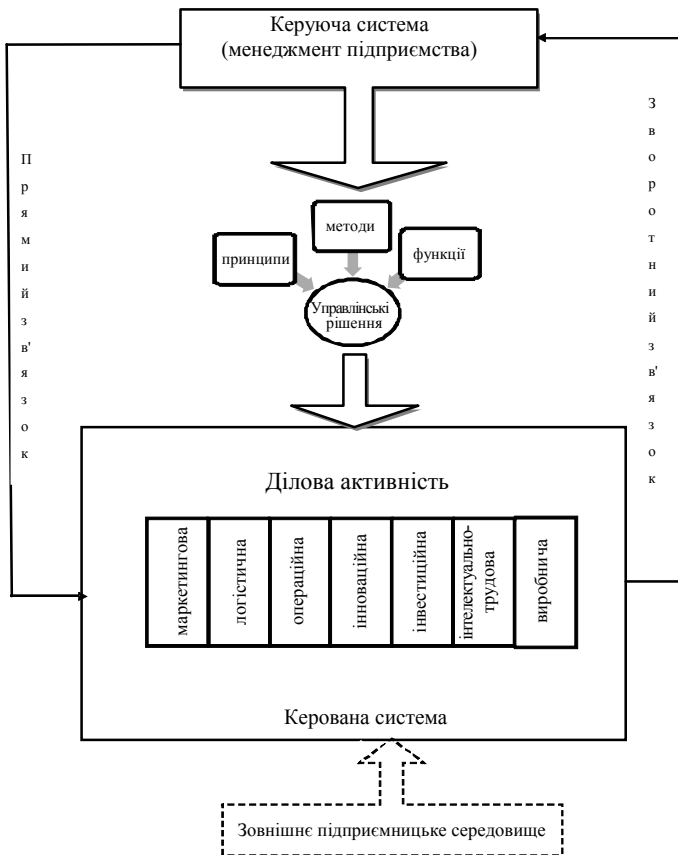 Керуюча система
(менеджмент підприємства)
Прямий зв'язок
Зворотний зв'язок
методи
принципи
функції
Управлінські
рішення
Ділова активність
маркетингова
логістична
операційна
інноваційна
інвестиційна
інтелектуально-
трудова
виробнича
Керована система
Зовнішнє підприємницьке середовище